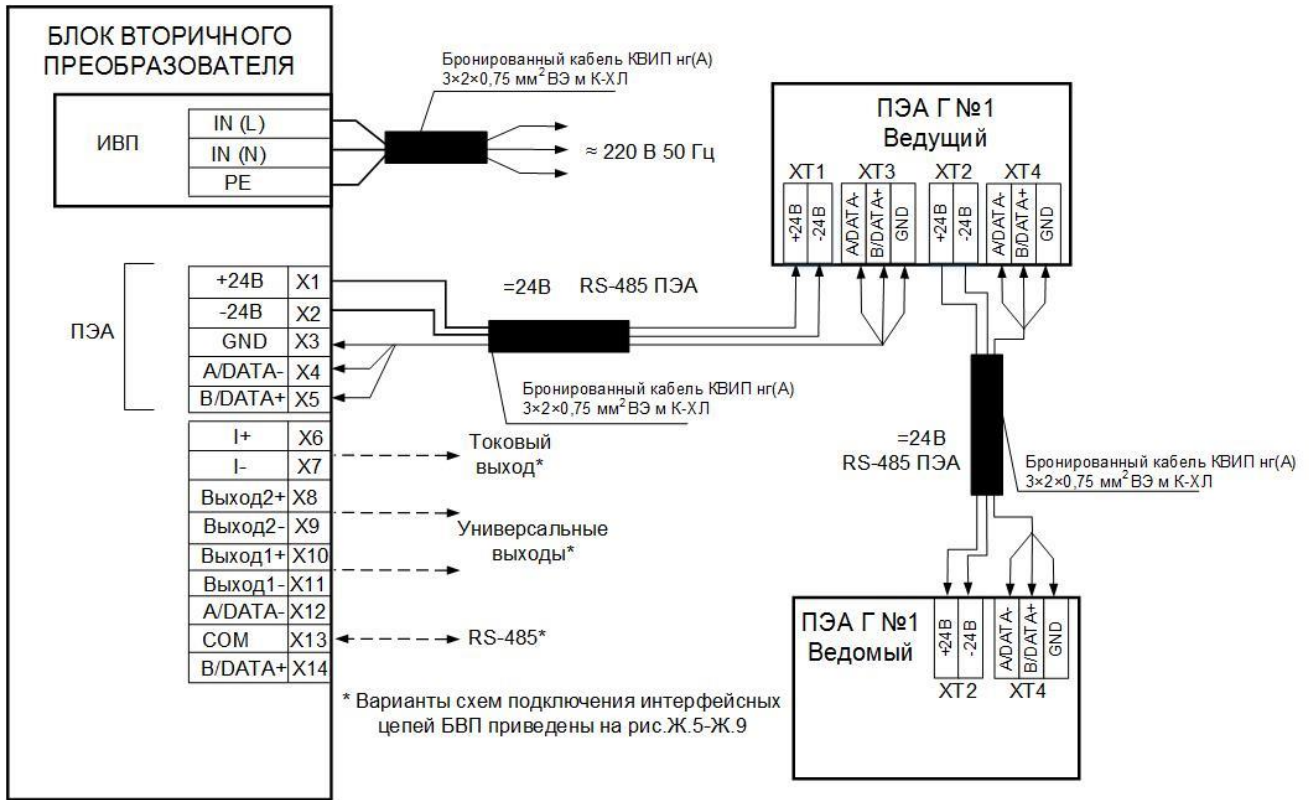 БЛОК ВТОРИЧНОГО
ПРЕОБРАЗОВАТЕЛЯ
ИВП
IN (L)
IN (N)
PE
Бронированный кабель КВИП нг(А)
3×2×0,75 мм² ВЭ м К-ХЛ
≈ 220 В 50 Гц
ПЭА
+24В X1
-24В X2
GND X3
A/DATA- X4
B/DATA+ X5
I+ X6
I- X7
Выход2+ X8
Выход2- X9
Выход1+ X10
Выход1- X11
A/DATA- X12
COM X13
B/DATA+ X14
=24В RS-485 ПЭА
Бронированный кабель КВИП нг(А)
3×2×0,75 мм² ВЭ м К-ХЛ
Токовый
выход*
Универсальные
выходы*
RS-485*
* Варианты схем подключения интерфейсных
цепей БВП приведены на рис.Ж.5-Ж.9
ПЭА Г №1
Ведущий
XT1 XT3 XT2 XT4
+24В -24В A/DATA- B/DATA+ GND +24В -24В A/DATA- B/DATA+ GND
=24В
RS-485 ПЭА
Бронированный кабель КВИП нг(А)
3×2×0,75 мм² ВЭ м К-ХЛ
ПЭА Г №1
Ведомый
+24В -24В A/DATA- B/DATA+ GND
XT2 XT4